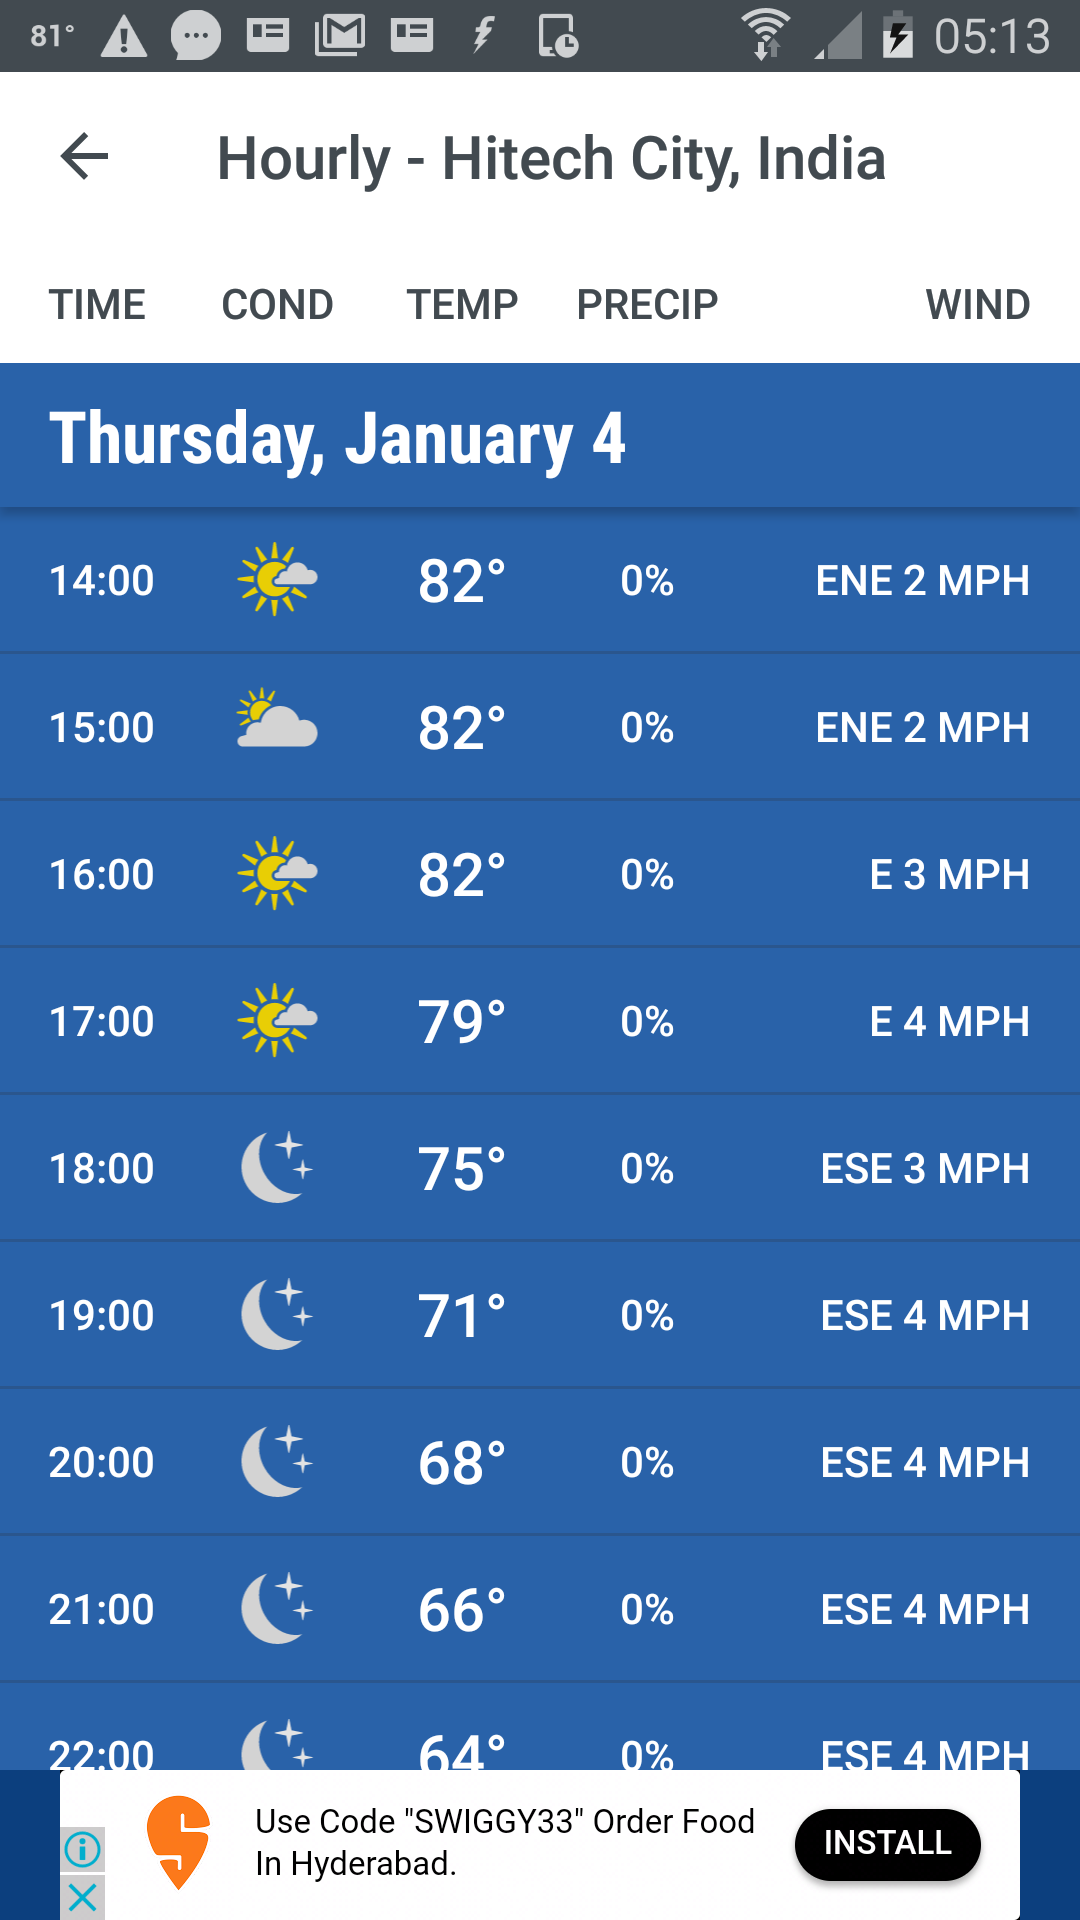 81° 05:13
Hourly - Hitech City, India
TIME COND TEMP PRECIP WIND
Thursday, January 4
14:00 82° 0% ENE 2 MPH
15:00 82° 0% ENE 2 MPH
16:00 82° 0% E 3 MPH
17:00 79° 0% E 4 MPH
18:00 75° 0% ESE 3 MPH
19:00 71° 0% ESE 4 MPH
20:00 68° 0% ESE 4 MPH
21:00 66° 0% ESE 4 MPH
22:00 64° 0% ESE 4 MPH
Use Code "SWIGGY33" Order Food
In Hyderabad.
INSTALL